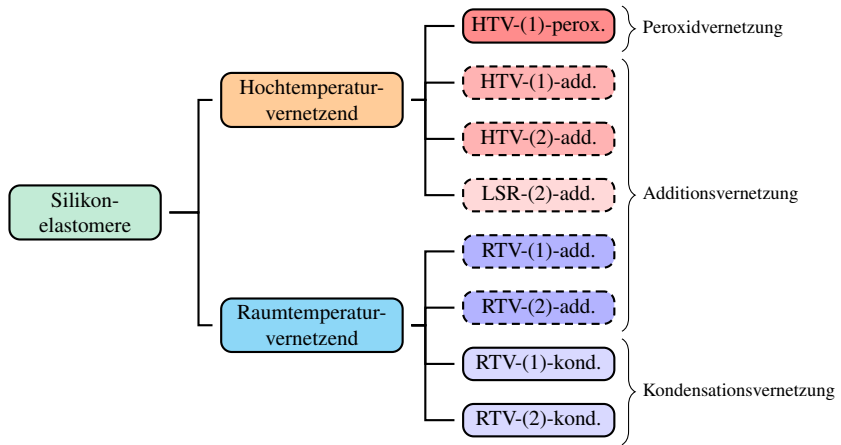 Silikon-
elastomere
Hochtemperatur-
vernetzend
Raumtemperatur-
vernetzend
HTV-(1)-perox.
HTV-(1)-add.
HTV-(2)-add.
LSR-(2)-add.
RTV-(1)-add.
RTV-(2)-add.
RTV-(1)-kond.
RTV-(2)-kond.
Peroxidvernetzung
Additionsvernetzung
Kondensationsvernetzung